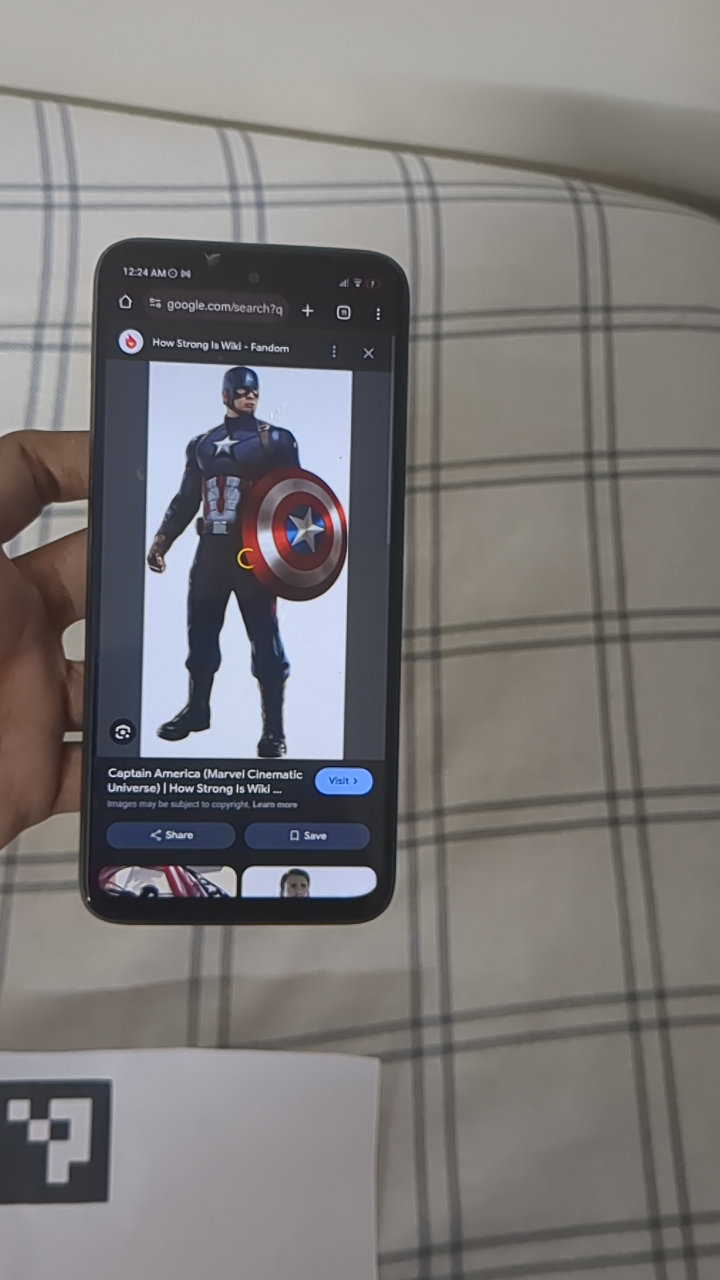 12:24 AM
google.com/search?q
How Strong Is Wiki - Fandom
Captain America (Marvel Cinematic
Universe) | How Strong Is Wiki ...
Visit >
Images may be subject to copyright. Learn more
Share
Save